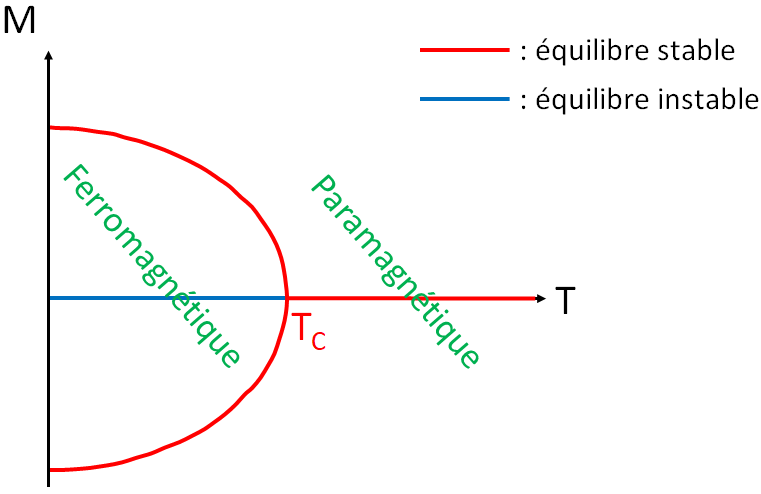 M
: équilibre stable
: équilibre instable
Ferromagnétique
Paramagnétique
T
TC